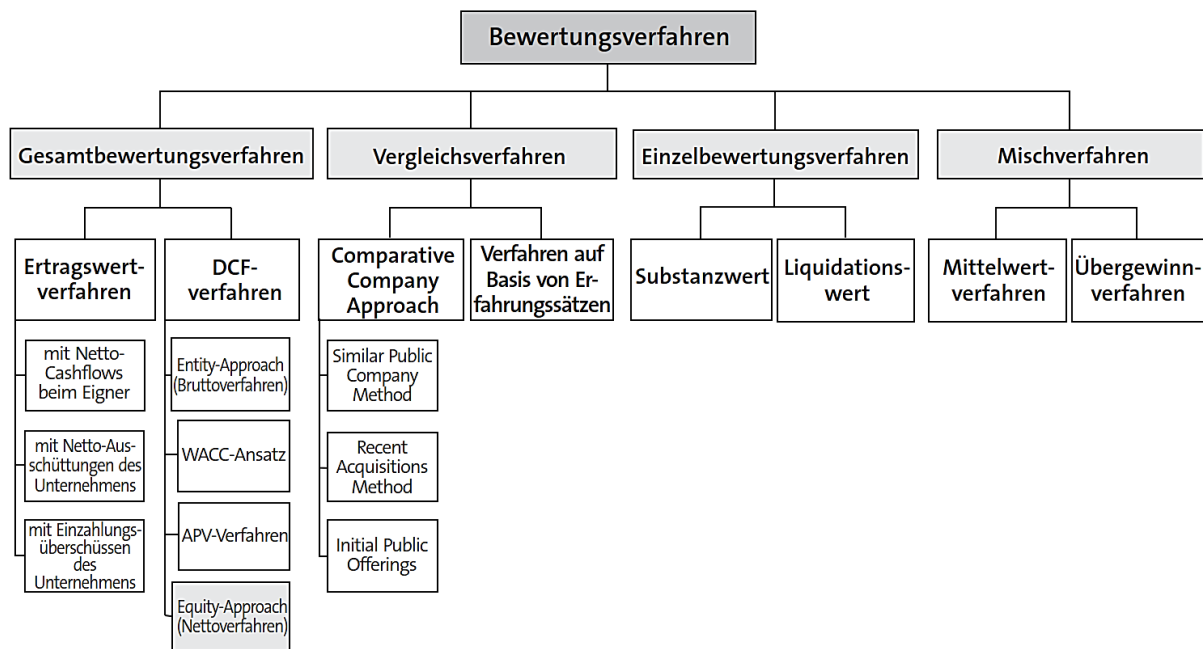 Bewertungsverfahren
Gesamtbewertungsverfahren
Vergleichsverfahren
Einzelbewertungsverfahren
Mischverfahren
Ertragswert-
verfahren
DCF-
verfahren
Comparative
Company
Approach
Verfahren auf
Basis von Er-
fahrungssätzen
Substanzwert
Liquidations-
wert
Mittelwert-
verfahren
Übergewinn-
verfahren
mit Netto-
Cashflows
beim Eigner
mit Netto-Aus-
schüttungen des
Unternehmens
mit Einzahlungs-
überschüssen
des
Unternehmens
Entity-Approach
(Bruttoverfahren)
WACC-Ansatz
APV-Verfahren
Equity-Approach
(Nettoverfahren)
Similar Public
Company
Method
Recent
Acquisitions
Method
Initial Public
Offerings